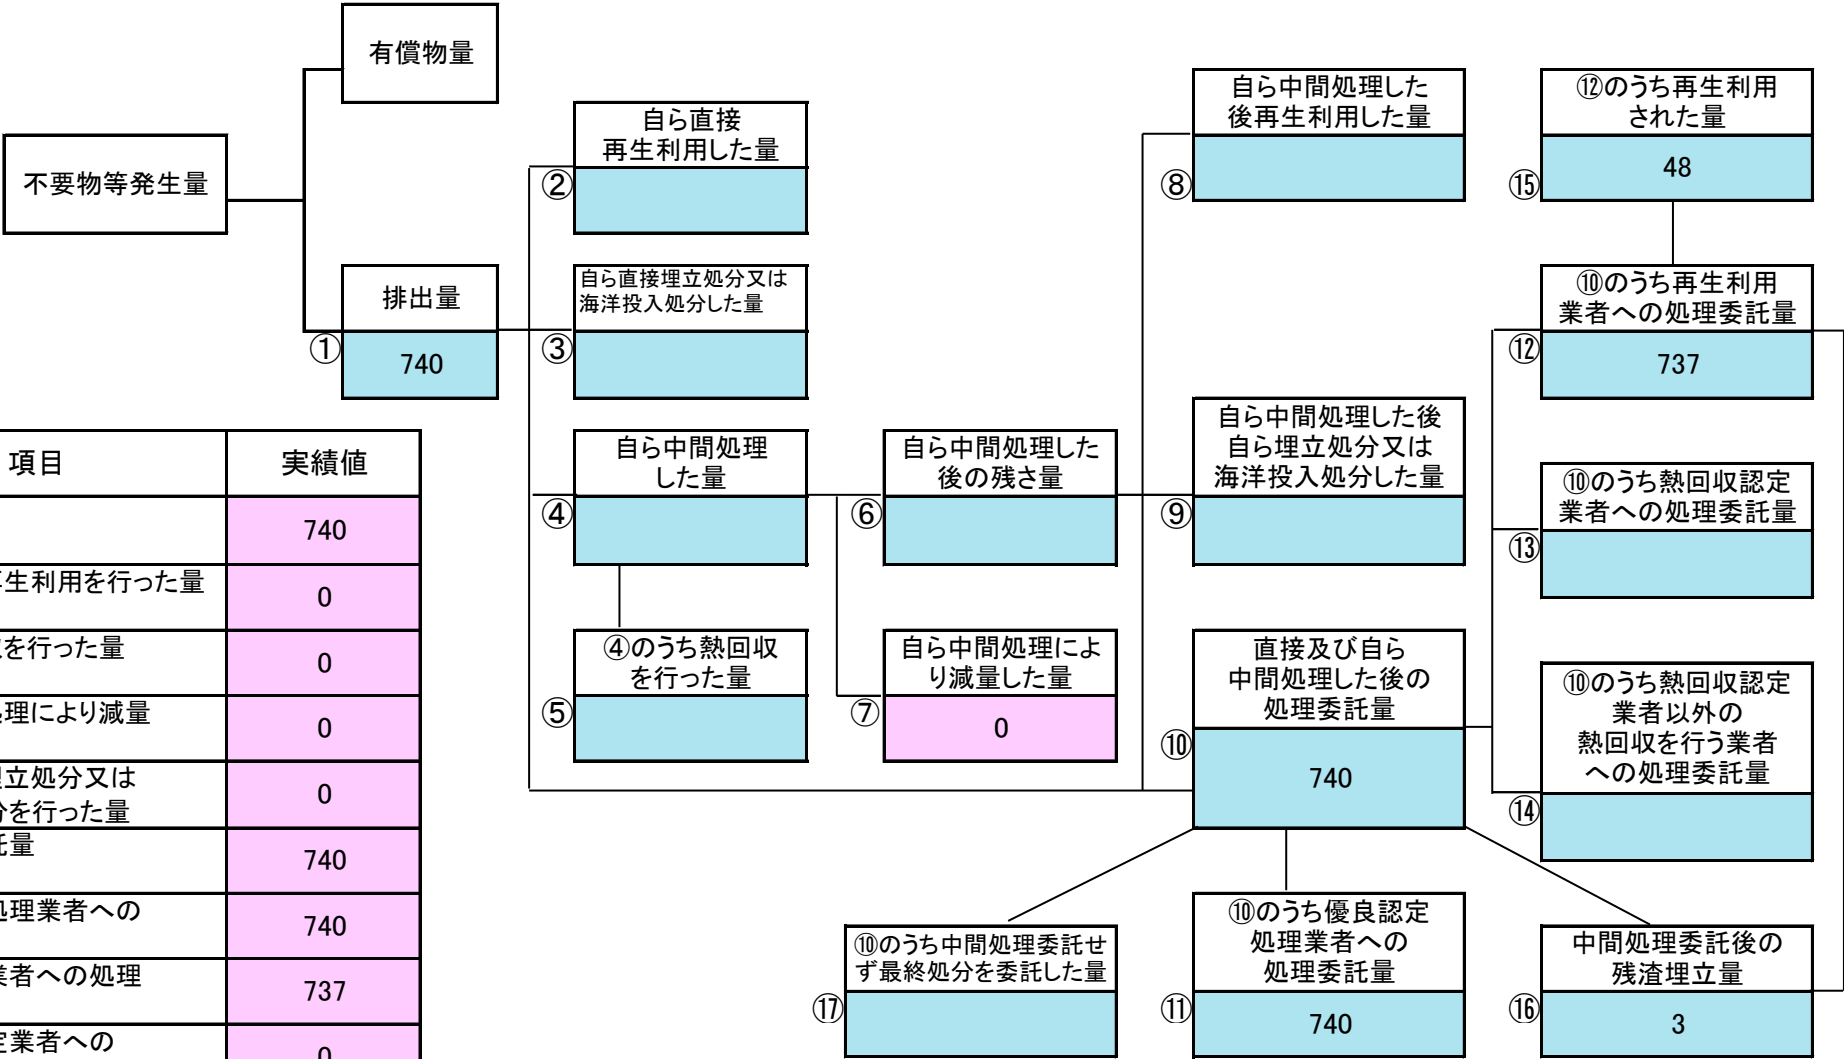 有償物量
不要物等発生量
排出量
①
740
自ら直接
再生利用した量
②
自ら直接埋立処分又は
海洋投入処分した量
③
自ら中間処理
した量
④
④のうち熱回収
を行った量
⑤
自ら中間処理した
後の残さ量
⑥
自ら中間処理によ
り減量した量
⑦
0
自ら中間処理した
後再生利用した量
⑧
自ら中間処理した後
自ら埋立処分又は
海洋投入処分した量
⑨
直接及び自ら
中間処理した後の
処理委託量
⑩
740
⑩のうち優良認定
処理業者への
処理委託量
⑪
740
⑫のうち再生利用
された量
⑮
48
⑩のうち再生利用
業者への処理委託量
⑫
737
⑩のうち熱回収認定
業者への処理委託量
⑬
⑩のうち熱回収認定
業者以外の
熱回収を行う業者
への処理委託量
⑭
中間処理委託後の
残渣埋立量
⑯
3
⑩のうち中間処理委託せ
ず最終処分を委託した量
⑰
項目 実績値
740
生利用を行った量
0
を行った量
0
理により減量
0
立処分又は
を行った量
0
量
740
理業者への
740
業者への処理
737
業者への
0